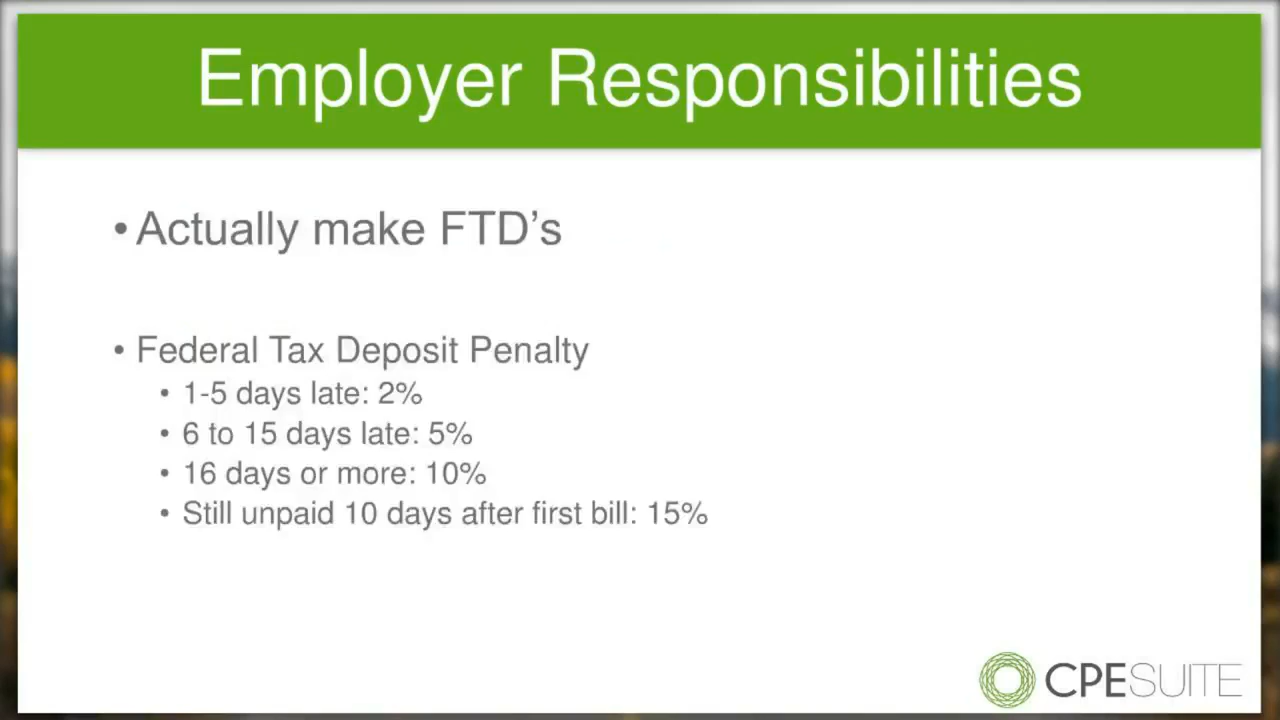 Employer Responsibilities
• Actually make FTD’s
• Federal Tax Deposit Penalty
• 1-5 days late: 2%
• 6 to 15 days late: 5%
• 16 days or more: 10%
• Still unpaid 10 days after first bill: 15%
CPESUITE